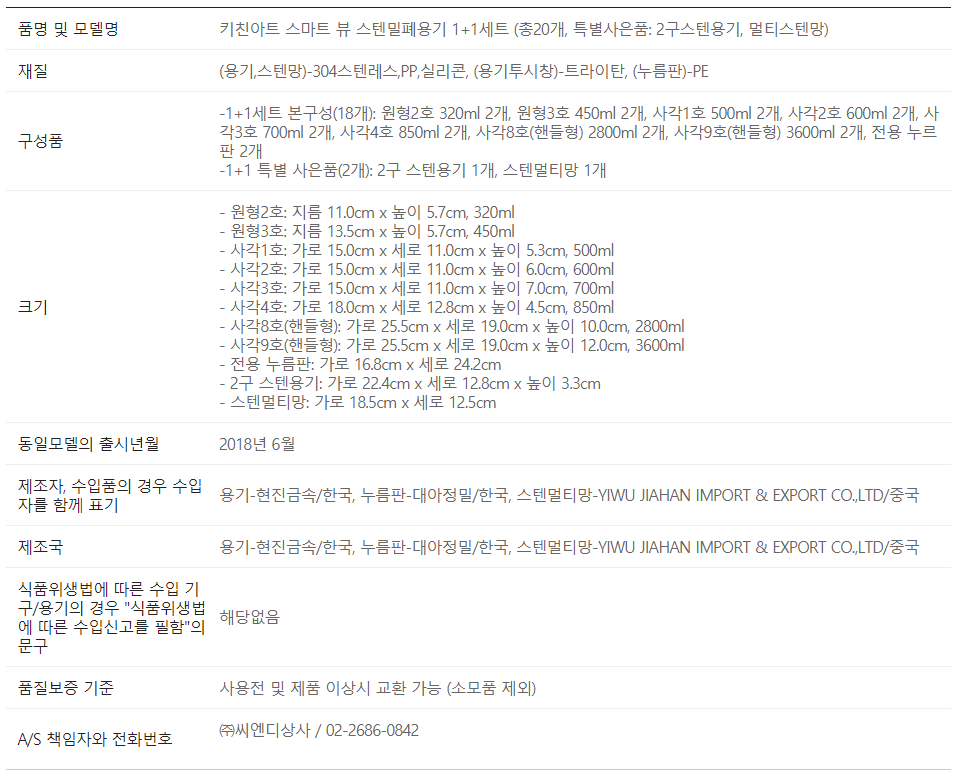 품명 및 모델명
키친아트 스마트 뷰 스텐밀폐용기 1+1세트 (총20개, 특별사은품: 2구스텐용기, 멀티스텐망)
재질
(용기,스텐망)-304스텐레스,PP,실리콘, (용기투시창)-트라이탄, (누름판)-PE
구성품
-1+1세트 본구성(18개): 원형2호 320ml 2개, 원형3호 450ml 2개, 사각1호 500ml 2개, 사각2호 600ml 2개, 사
각3호 700ml 2개, 사각4호 850ml 2개, 사각8호(핸들형) 2800ml 2개, 사각9호(핸들형) 3600ml 2개, 전용 누르
판 2개
-1+1 특별 사은품(2개): 2구 스텐용기 1개, 스텐멀티망 1개
크기
- 원형2호: 지름 11.0cm x 높이 5.7cm, 320ml
- 원형3호: 지름 13.5cm x 높이 5.7cm, 450ml
- 사각1호: 가로 15.0cm x 세로 11.0cm x 높이 5.3cm, 500ml
- 사각2호: 가로 15.0cm x 세로 11.0cm x 높이 6.0cm, 600ml
- 사각3호: 가로 15.0cm x 세로 11.0cm x 높이 7.0cm, 700ml
- 사각4호: 가로 18.0cm x 세로 12.8cm x 높이 4.5cm, 850ml
- 사각8호(핸들형): 가로 25.5cm x 세로 19.0cm x 높이 10.0cm, 2800ml
- 사각9호(핸들형): 가로 25.5cm x 세로 19.0cm x 높이 12.0cm, 3600ml
- 전용 누름판: 가로 16.8cm x 세로 24.2cm
- 2구 스텐용기: 가로 22.4cm x 세로 12.8cm x 높이 3.3cm
- 스텐멀티망: 가로 18.5cm x 세로 12.5cm
동일모델의 출시년월
2018년 6월
제조자, 수입품의 경우 수입
자를 함께 표기
용기-현진금속/한국, 누름판-대아정밀/한국, 스텐멀티망-YIWU JIAHAN IMPORT & EXPORT CO.,LTD/중국
제조국
용기-현진금속/한국, 누름판-대아정밀/한국, 스텐멀티망-YIWU JIAHAN IMPORT & EXPORT CO.,LTD/중국
식품위생법에 따른 수입 기
구/용기의 경우 "식품위생법
에 따른 수입신고를 필함"의
문구
해당없음
품질보증 기준
사용전 및 제품 이상시 교환 가능 (소모품 제외)
A/S 책임자와 전화번호
㈜씨엔디상사 / 02-2686-0842